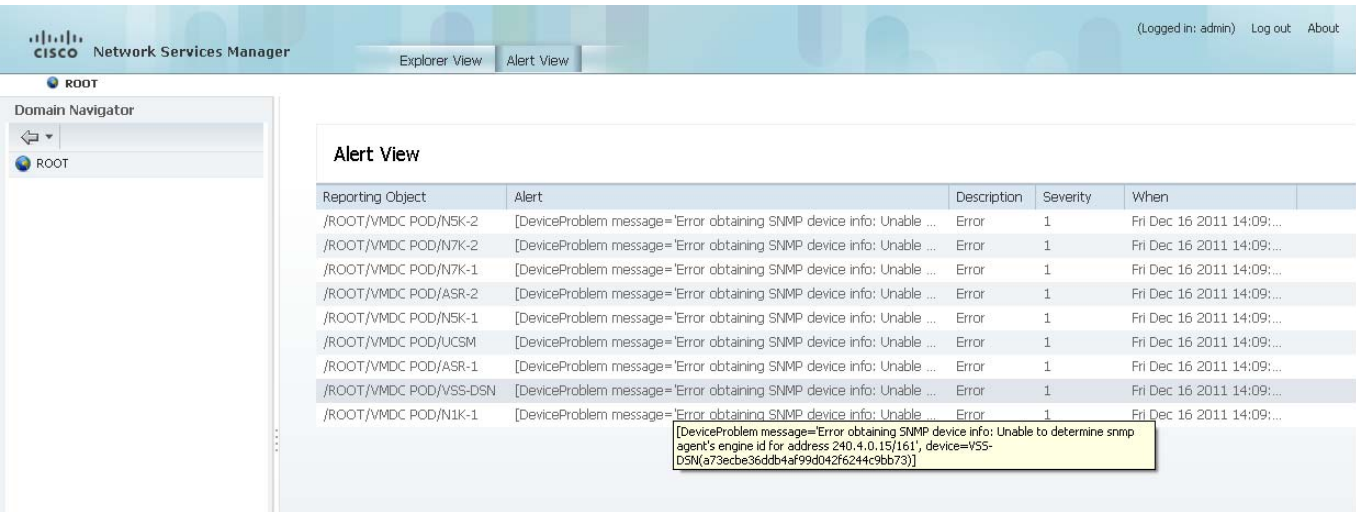 (Logged in: admin) Log out About
CISCO Network Services Manager
Explorer View Alert View
ROOT
Domain Navigator
ROOT
Alert View
Reporting Object Alert Description Severity When
/ROOT/VMDC POD/N5K-2 [DeviceProblem message='Error obtaining SNMP device info: Unable ... Error 1 Fri Dec 16 2011 14:09:...
/ROOT/VMDC POD/N7K-2 [DeviceProblem message='Error obtaining SNMP device info: Unable ... Error 1 Fri Dec 16 2011 14:09:...
/ROOT/VMDC POD/N7K-1 [DeviceProblem message='Error obtaining SNMP device info: Unable ... Error 1 Fri Dec 16 2011 14:09:...
/ROOT/VMDC POD/ASR-2 [DeviceProblem message='Error obtaining SNMP device info: Unable ... Error 1 Fri Dec 16 2011 14:09:...
/ROOT/VMDC POD/N5K-1 [DeviceProblem message='Error obtaining SNMP device info: Unable ... Error 1 Fri Dec 16 2011 14:09:...
/ROOT/VMDC POD/UCSM [DeviceProblem message='Error obtaining SNMP device info: Unable ... Error 1 Fri Dec 16 2011 14:09:...
/ROOT/VMDC POD/ASR-1 [DeviceProblem message='Error obtaining SNMP device info: Unable ... Error 1 Fri Dec 16 2011 14:09:...
/ROOT/VMDC POD/VSS-DSN [DeviceProblem message='Error obtaining SNMP device info: Unable ... Error 1 Fri Dec 16 2011 14:09:...
/ROOT/VMDC POD/N1K-1 [DeviceProblem message='Error obtaining SNMP device info: Unable ... Error 1 Fri Dec 16 2011 14:09:...
[DeviceProblem message='Error obtaining SNMP device info: Unable to determine snmp
agent's engine id for address 240.4.0.15/161', device=VSS-
DSN(a73ecbe36ddb4af99d042f6244c9bb73)]